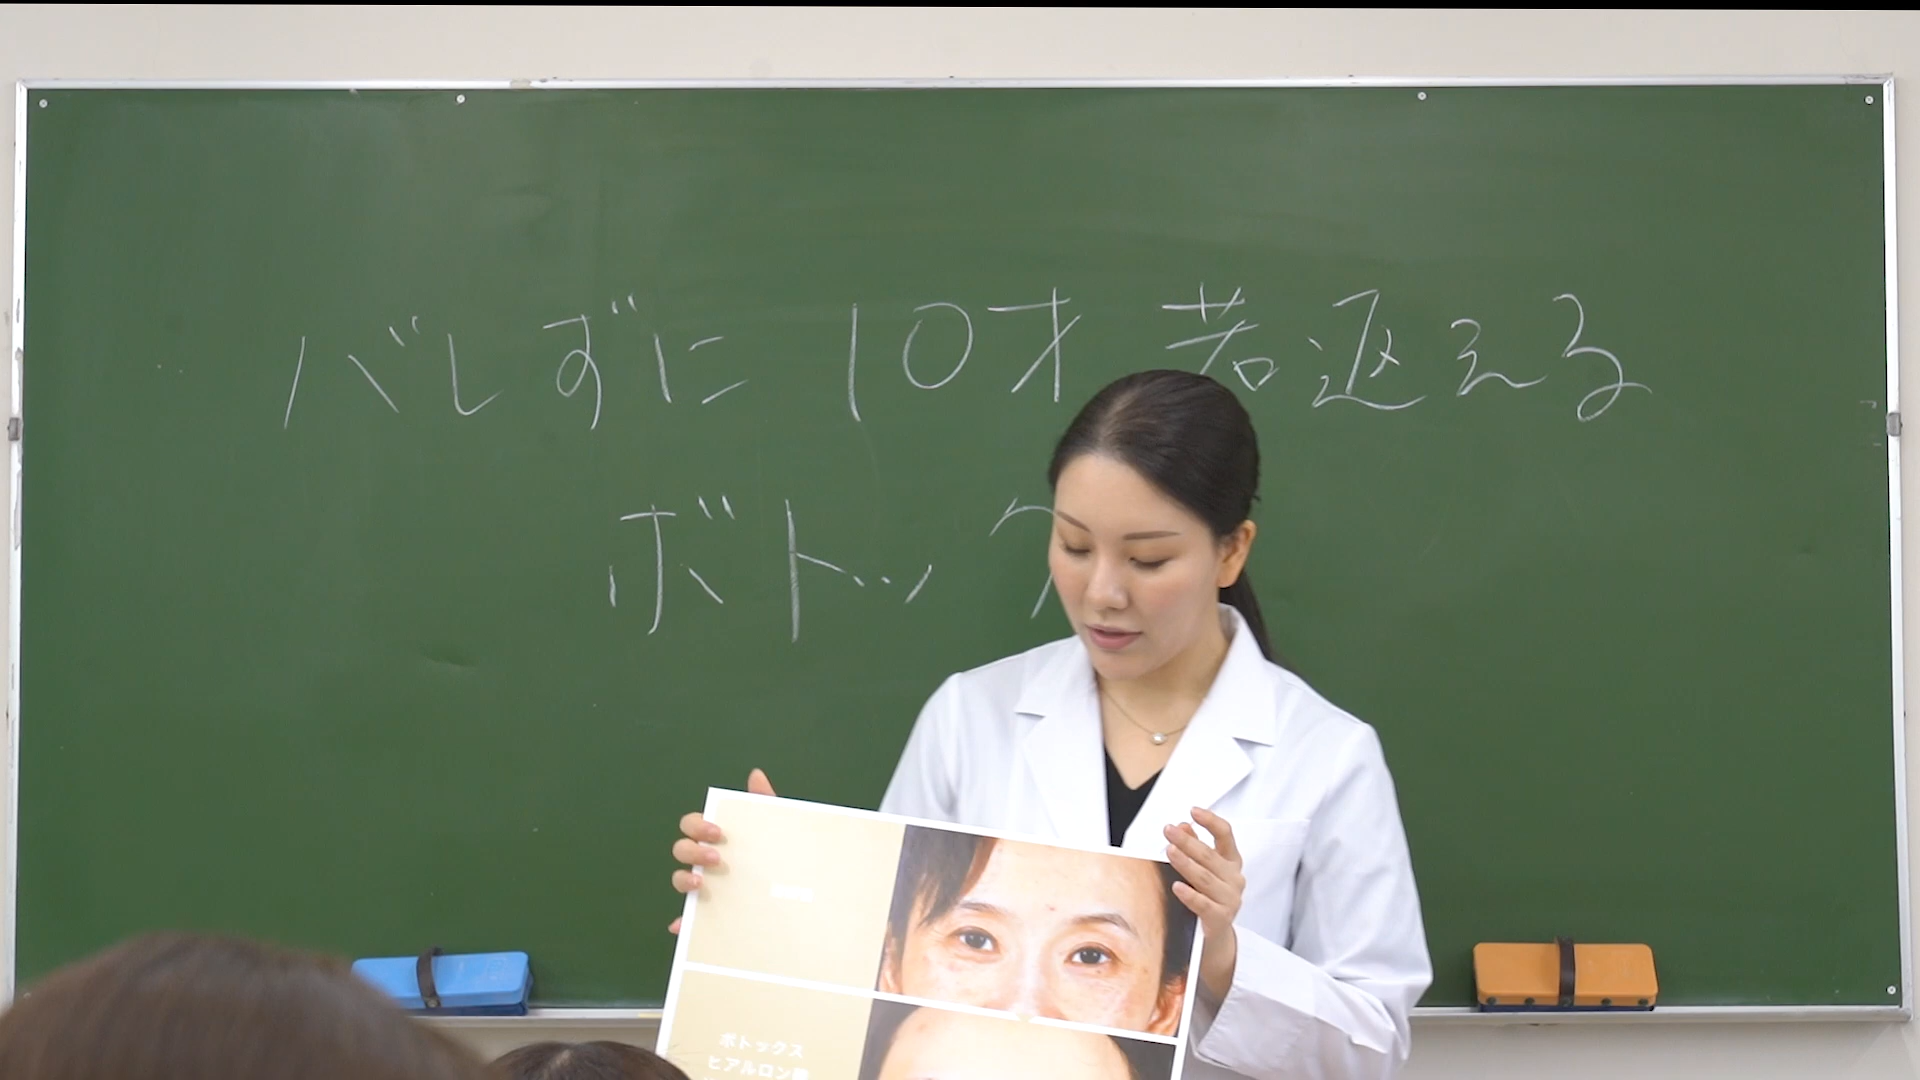 バレずに 10才 若返える
ボトック
ボトックス
ヒアルロン酸